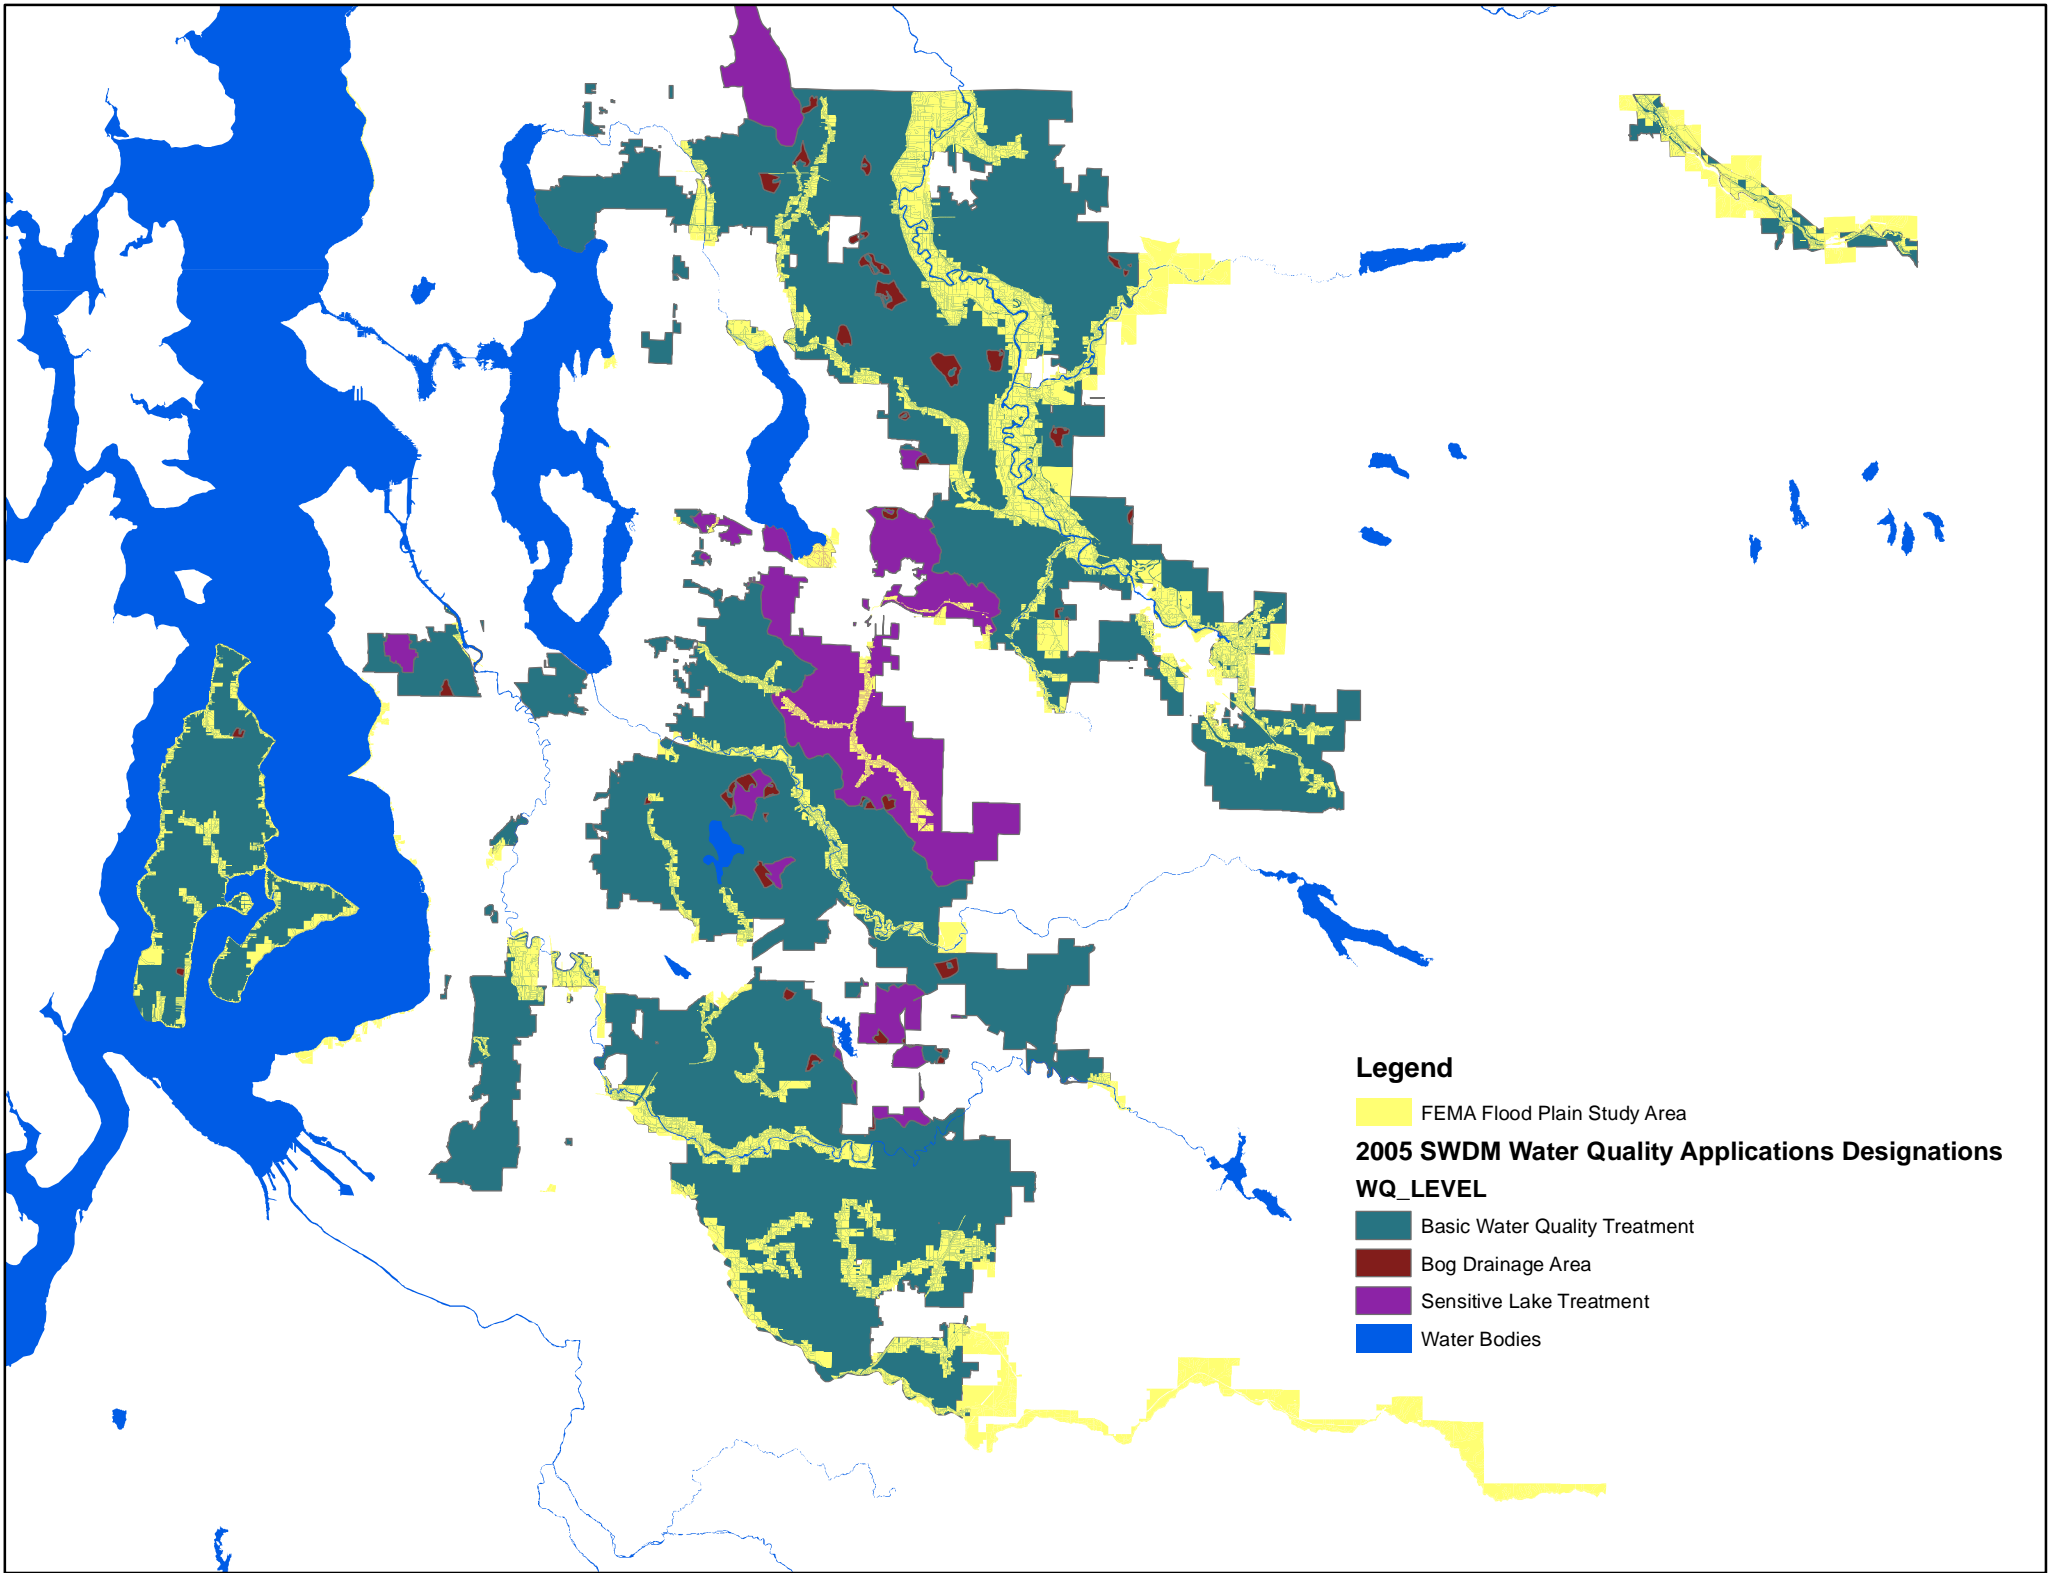 Legend
FEMA Flood Plain Study Area
2005 SWDM Water Quality Applications Designations
WQ_LEVEL
Basic Water Quality Treatment
Bog Drainage Area
Sensitive Lake Treatment
Water Bodies